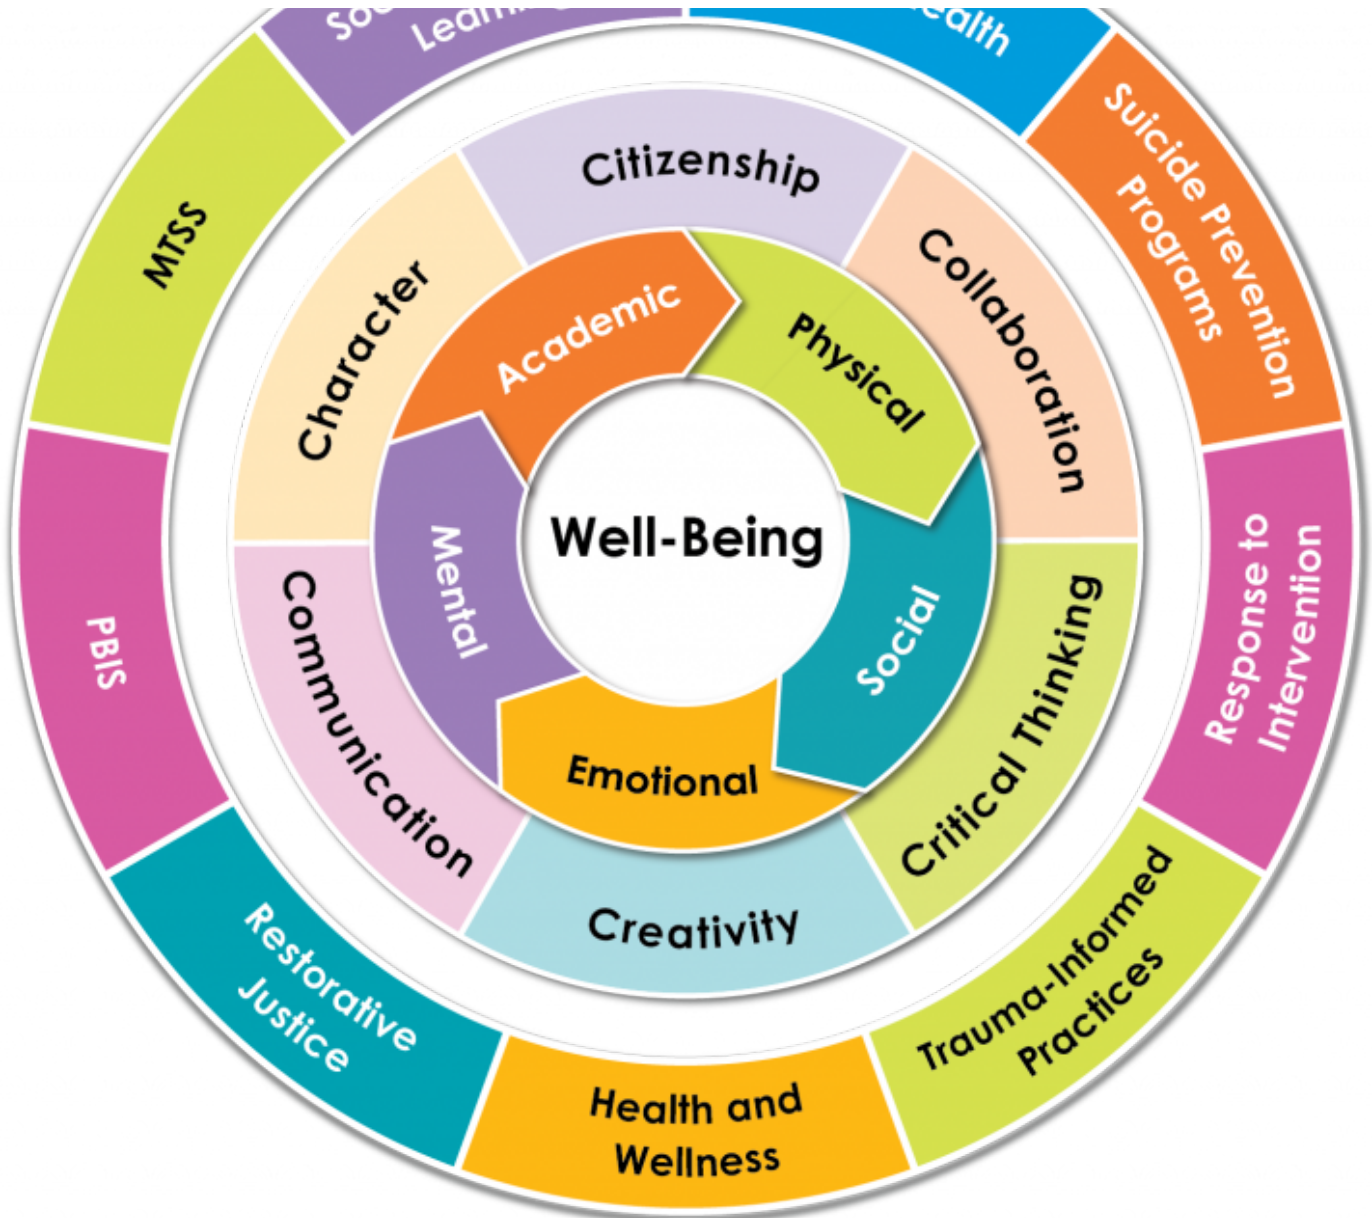 Health
Suicide Prevention
Programs
Response to
Intervention
Trauma-Informed
Practices
Health and
Wellness
Restorative
Justice
PBIS
MTSS
Citizenship
Collaboration
Critical Thinking
Creativity
Communication
Character
Academic
Physical
Social
Emotional
Mental
Well-Being